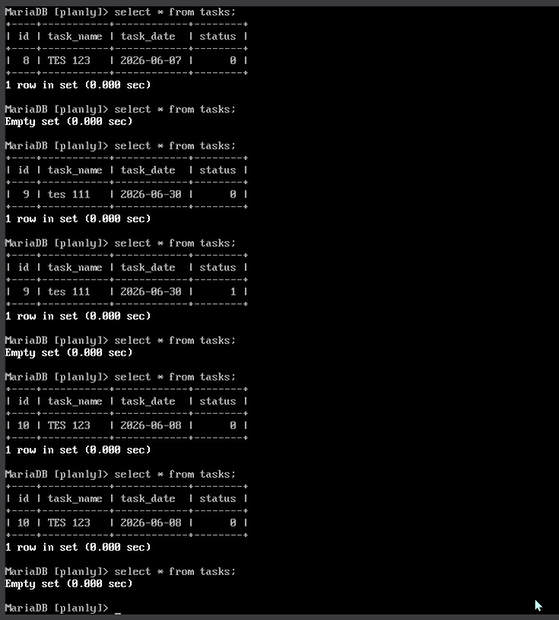 MariaDB [planly]> select * from tasks;
+----+-----------+------------+--------+
| id | task_name | task_date  | status |
+----+-----------+------------+--------+
|  8 | TES 123   | 2026-06-07 |      0 |
+----+-----------+------------+--------+
1 row in set (0.000 sec)

MariaDB [planly]> select * from tasks;
Empty set (0.000 sec)

MariaDB [planly]> select * from tasks;
+----+-----------+------------+--------+
| id | task_name | task_date  | status |
+----+-----------+------------+--------+
|  9 | tes 111   | 2026-06-30 |      0 |
+----+-----------+------------+--------+
1 row in set (0.000 sec)

MariaDB [planly]> select * from tasks;
+----+-----------+------------+--------+
| id | task_name | task_date  | status |
+----+-----------+------------+--------+
|  9 | tes 111   | 2026-06-30 |      1 |
+----+-----------+------------+--------+
1 row in set (0.000 sec)

MariaDB [planly]> select * from tasks;
Empty set (0.000 sec)

MariaDB [planly]> select * from tasks;
+----+-----------+------------+--------+
| id | task_name | task_date  | status |
+----+-----------+------------+--------+
| 10 | TES 123   | 2026-06-08 |      0 |
+----+-----------+------------+--------+
1 row in set (0.000 sec)

MariaDB [planly]> select * from tasks;
+----+-----------+------------+--------+
| id | task_name | task_date  | status |
+----+-----------+------------+--------+
| 10 | TES 123   | 2026-06-08 |      0 |
+----+-----------+------------+--------+
1 row in set (0.000 sec)

MariaDB [planly]> select * from tasks;
Empty set (0.000 sec)

MariaDB [planly]> _